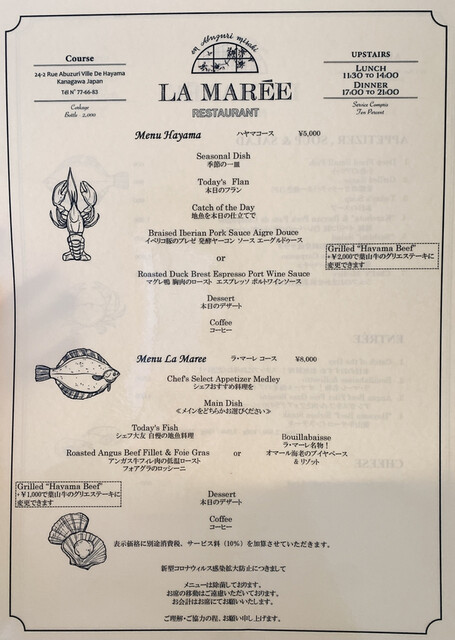 en Abuzuri misaki
Course
24-2 Rue Abuzuri Ville De Hayama
Kanagawa Japan
Tél N° 77-66-83
Corkage
Bottle : 2,000
LA MARÉE
RESTAURANT
UPSTAIRS
LUNCH
11:30 TO 14:00
DINNER
17:00 TO 21:00
Service Compris
Ten Percent
Menu Hayama ハヤマコース ¥5,000
Seasonal Dish
季節の一皿
Today's Flan
本日のフラン
Catch of the Day
地魚を本日の仕立てで
Braised Iberian Pork Sauce Aigre Douce
イベリコ豚のブレゼ 発酵ヤーコン ソース エーグルドゥース
or
Grilled "Hayama Beef"
+￥2,000で葉山牛のグリエステーキに
変更できます
Roasted Duck Brest Espresso Port Wine Sauce
マグレ鴨 胸肉のロースト エスプレッソ ポルトワインソース
Dessert
本日のデザート
Coffee
コーヒー
Menu La Maree ラ・マーレ コース ¥8,000
Chef's Select Appetizer Medley
シェフおすすめ料理を
Main Dish
≪メインをどちらかお選びください≫
Today's Fish
シェフ大友 自慢の地魚料理
Roasted Angus Beef Fillet & Foie Gras
アンガス牛フィレ肉の低温ロースト
フォアグラのロッシーニ
or
Bouillabaisse
ラ・マーレ名物！
オマール海老のブイヤベース
& リゾット
Grilled "Hayama Beef"
+￥1,000で葉山牛のグリエステーキに
変更できます
Dessert
本日のデザート
Coffee
コーヒー
表示価格に別途消費税、サービス料（10％）を加算させていただきます。
新型コロナウィルス感染拡大防止につきまして
メニューは除菌しております。
お席の移動はご遠慮いただいております。
お会計はお席にてお願いいたします。
ご理解・ご協力の程、お願い申し上げます。